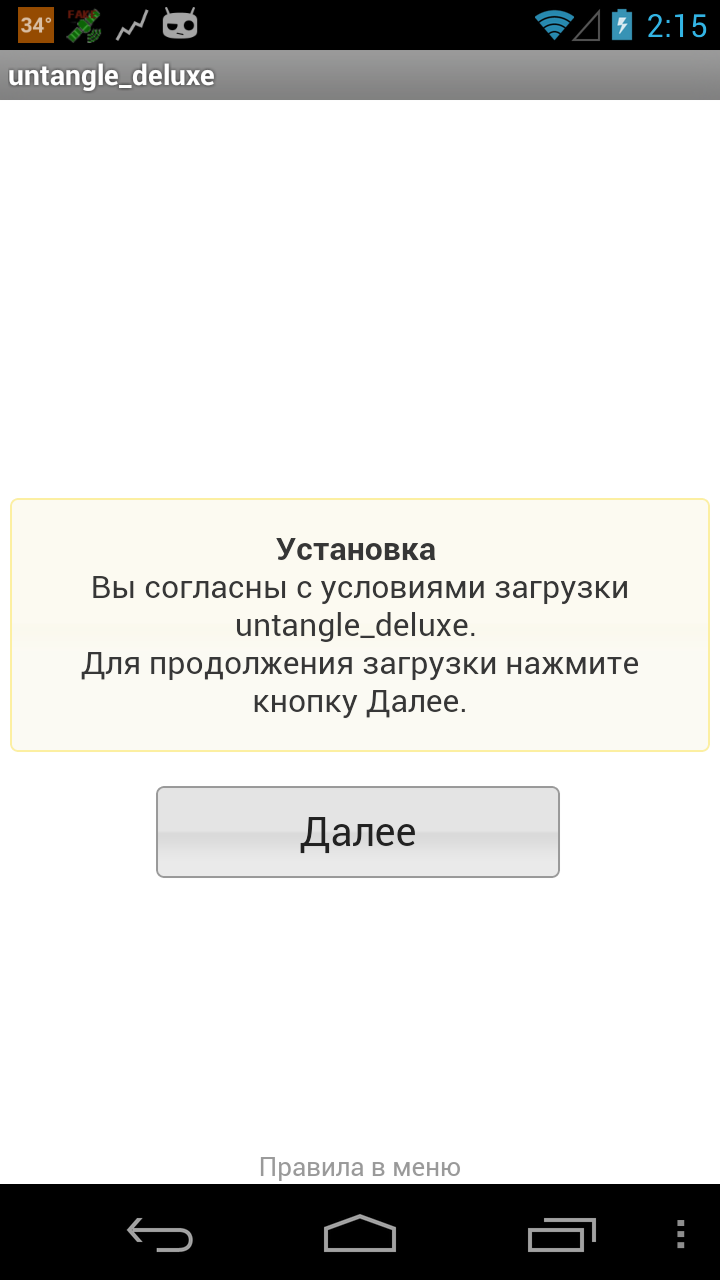 34°
FAKE
2:15
untangle_deluxe
Установка
Вы согласны с условиями загрузки
untangle_deluxe.
Для продолжения загрузки нажмите
кнопку Далее.
Далее
Правила в меню